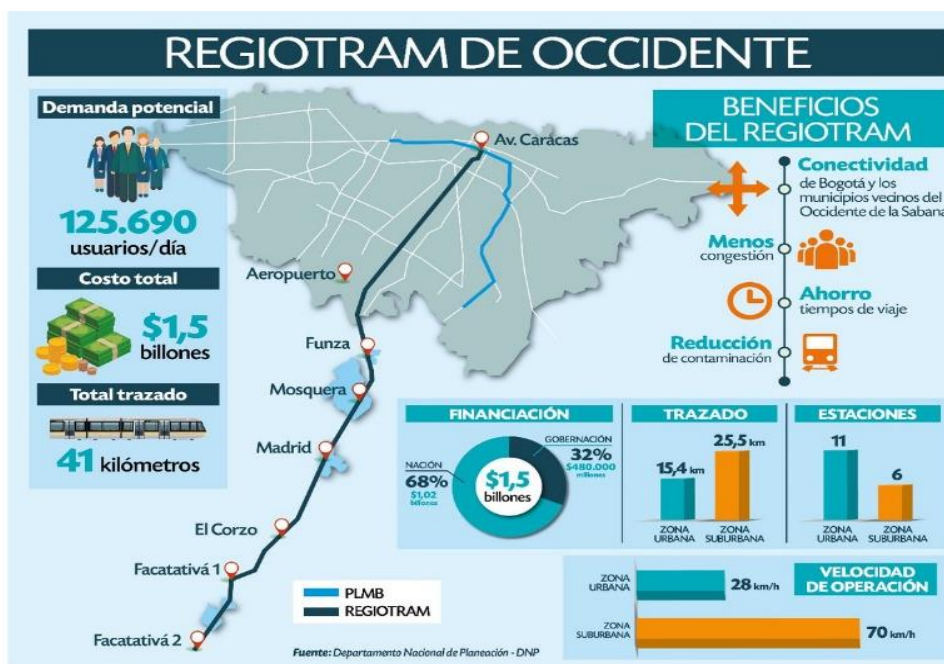 REGIOTRAM DE OCCIDENTE
Demanda potencial
125.690
usuarios/día
Costo total
$1,5
billones
Total trazado
41 kilómetros
Av. Caracas
Aeropuerto
Funza
Mosquera
Madrid
El Corzo
Facatativá 1
Facatativá 2
PLMB
REGIOTRAM
Fuente: Departamento Nacional de Planeación - DNP
BENEFICIOS
DEL REGIOTRAM
Conectividad
de Bogotá y los
municipios vecinos del
Occidente de la Sabana
Menos
congestión
Ahorro
tiempos de viaje
Reducción
de contaminación
FINANCIACIÓN
NACIÓN
68%
$1,02
billones
$1,5
billones
GOBERNACIÓN
32%
$480.000
millones
TRAZADO
15,4 km
25,5 km
ZONA
URBANA
ZONA
SUBURBANA
ESTACIONES
11
6
ZONA
URBANA
ZONA
SUBURBANA
VELOCIDAD
DE OPERACIÓN
ZONA
URBANA
28 km/h
ZONA
SUBURBANA
70 km/h